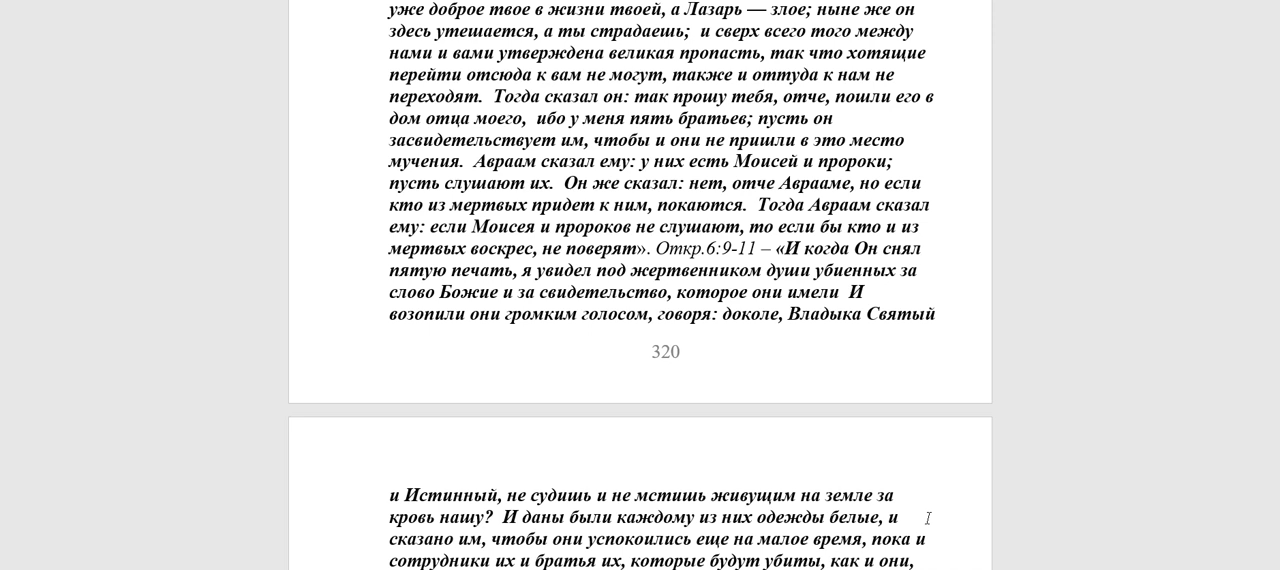 уже доброе твое в жизни твоей, а Лазарь — злое; ныне же он
здесь утешается, а ты страдаешь;  и сверх всего того между
нами и вами утверждена великая пропасть, так что хотящие
перейти отсюда к вам не могут, также и оттуда к нам не
переходят.  Тогда сказал он: так прошу тебя, отче, пошли его в
дом отца моего,  ибо у меня пять братьев; пусть он
засвидетельствует им, чтобы и они не пришли в это место
мучения.  Авраам сказал ему: у них есть Моисей и пророки;
пусть слушают их.  Он же сказал: нет, отче Аврааме, но если
кто из мертвых придет к ним, покаются.  Тогда Авраам сказал
ему: если Моисея и пророков не слушают, то если бы кто и из
мертвых воскрес, не поверят». Откр.6:9-11 – «И когда Он снял
пятую печать, я увидел под жертвенником души убиенных за
слово Божие и за свидетельство, которое они имели  И
возопили они громким голосом, говоря: доколе, Владыка Святый
320
и Истинный, не судишь и не мстишь живущим на земле за
кровь нашу?  И даны были каждому из них одежды белые, и
сказано им, чтобы они успокоились еще на малое время, пока и
сотрудники их и братья их, которые будут убиты, как и они,